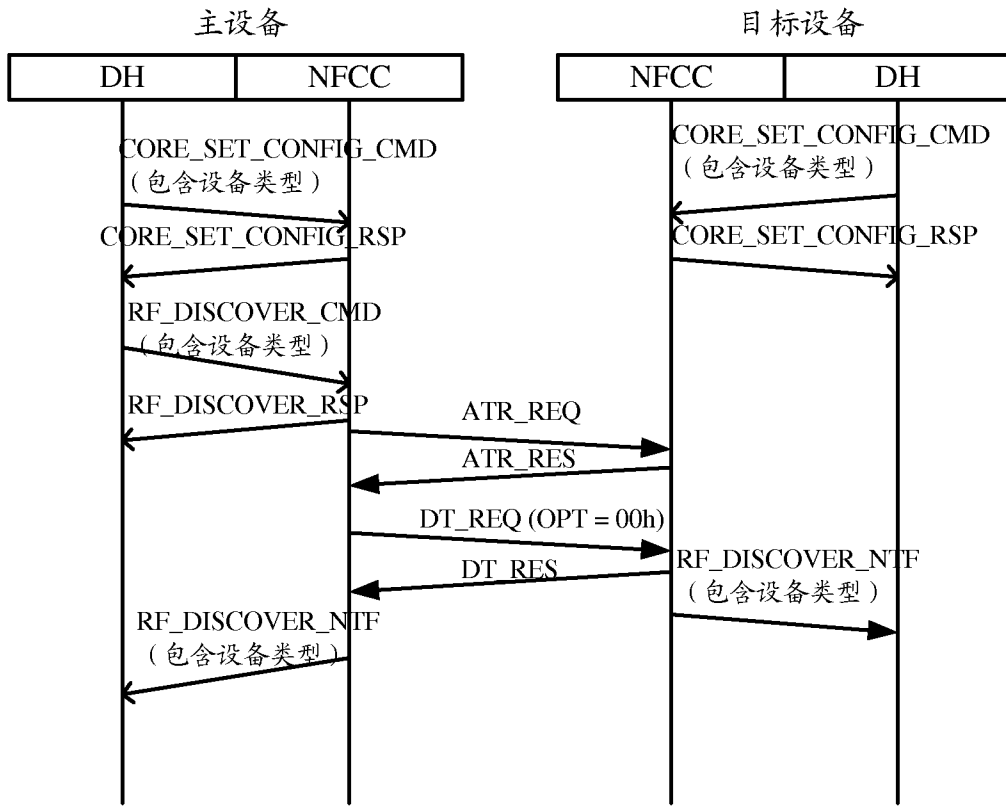 主设备
目标设备
DH
NFCC
NFCC
DH
CORE_SET_CONFIG_CMD
（包含设备类型）
CORE_SET_CONFIG_CMD
（包含设备类型）
CORE_SET_CONFIG_RSP
CORE_SET_CONFIG_RSP
RF_DISCOVER_CMD
（包含设备类型）
RF_DISCOVER_RSP
ATR_REQ
ATR_RES
DT_REQ (OPT = 00h)
DT_RES
RF_DISCOVER_NTF
（包含设备类型）
RF_DISCOVER_NTF
（包含设备类型）